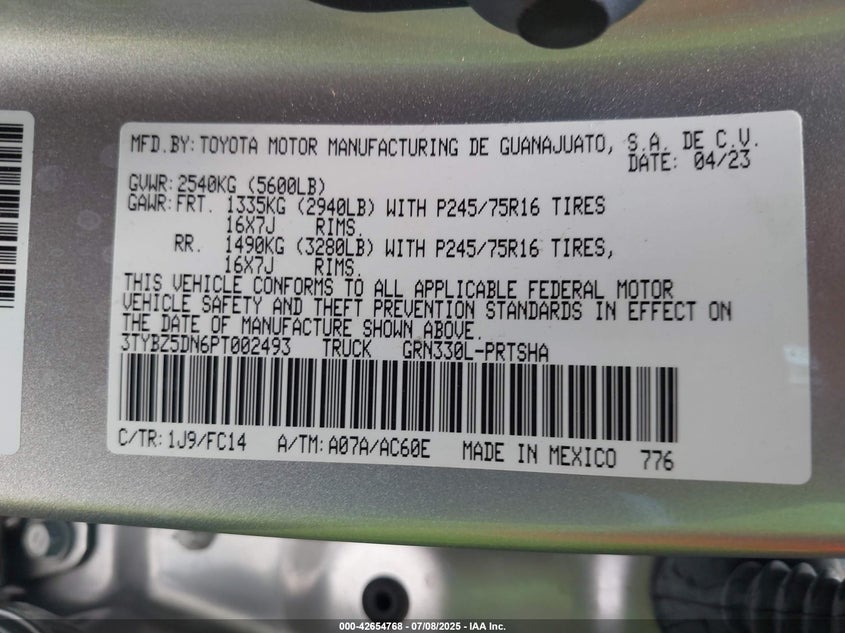 MFD.BY: TOYOTA MOTOR MANUFACTURING DE GUANAJUATO, S.A. DE C.V.
DATE: 04/23
GVWR: 2540KG (5600LB)
GAWR: FRT. 1335KG (2940LB) WITH P245/75R16 TIRES
16X7J RIMS.
RR. 1490KG (3280LB) WITH P245/75R16 TIRES,
16X7J RIMS.
THIS VEHICLE CONFORMS TO ALL APPLICABLE FEDERAL MOTOR
VEHICLE SAFETY AND THEFT PREVENTION STANDARDS IN EFFECT ON
THE DATE OF MANUFACTURE SHOWN ABOVE.
3TYBZ5DN6PT002493 TRUCK GRN330L-PRTSHA
C/TR: 1J9/FC14 A/TM: A07A/AC60E MADE IN MEXICO 776
000-42654768 - 07/08/2025 - IAA Inc.